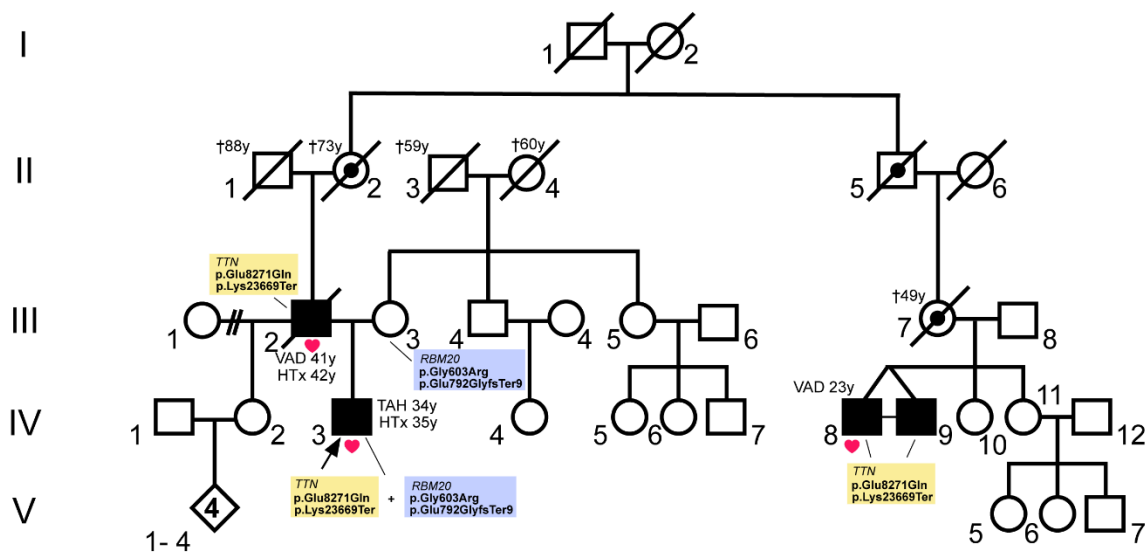 I
1
2
II
†88y
†73y
†59y
†60y
1
2
3
4
5
6
TTN
p.Glu8271Gln
p.Lys23669Ter
†49y
III
1
2
3
4
4
5
6
7
8
VAD 41y
HTx 42y
RBM20
p.Gly603Arg
p.Glu792GlyfsTer9
VAD 23y
TAH 34y
HTx 35y
IV
1
2
3
4
5
6
7
8
9
10
11
12
TTN
p.Glu8271Gln
p.Lys23669Ter
+
RBM20
p.Gly603Arg
p.Glu792GlyfsTer9
TTN
p.Glu8271Gln
p.Lys23669Ter
V
4
1- 4
5
6
7